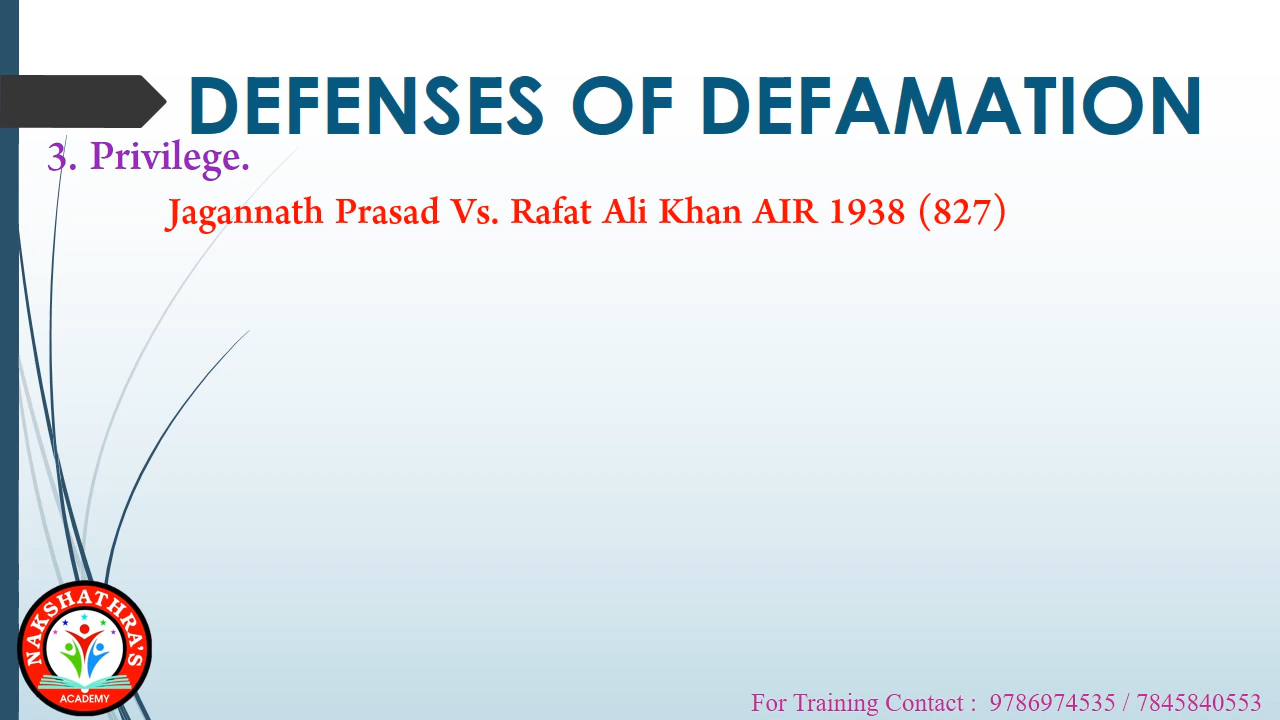 DEFENSES OF DEFAMATION
3. Privilege.
Jagannath Prasad Vs. Rafat Ali Khan AIR 1938 (827)
NAKSHATHRA'S
ACADEMY
For Training Contact : 9786974535 / 7845840553